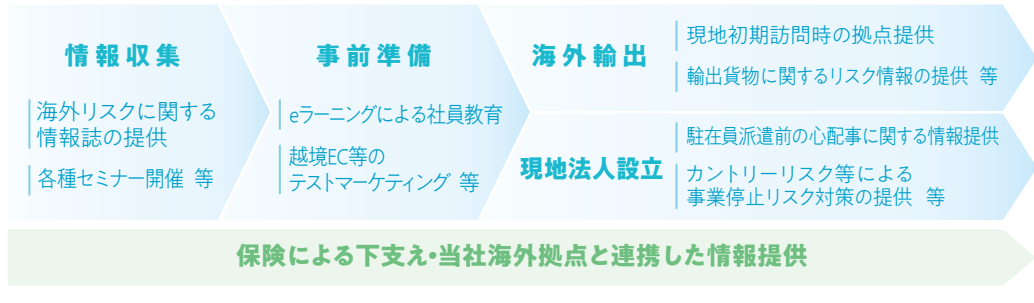 情報収集
海外リスクに関する
情報誌の提供
各種セミナー開催 等
事前準備
eラーニングによる社員教育
越境EC等の
テストマーケティング 等
海外輸出
現地初期訪問時の拠点提供
輸出貨物に関するリスク情報の提供 等
現地法人設立
駐在員派遣前の心配事に関する情報提供
カントリーリスク等による
事業停止リスク対策の提供 等
保険による下支え・当社海外拠点と連携した情報提供